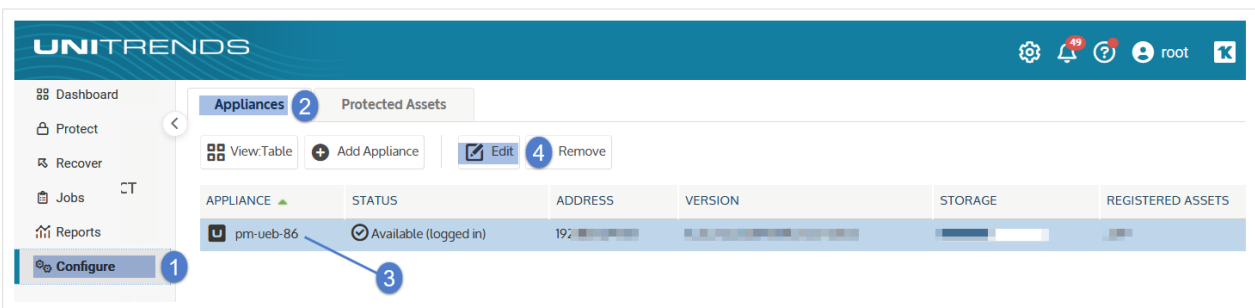 UNITRENDS
49
root
Dashboard
Protect
Recover
Jobs CT
Reports
Configure 1
Appliances 2 Protected Assets
View:Table Add Appliance Edit 4 Remove
APPLIANCE STATUS ADDRESS VERSION STORAGE REGISTERED ASSETS
pm-ueb-86 Available (logged in) 192
3